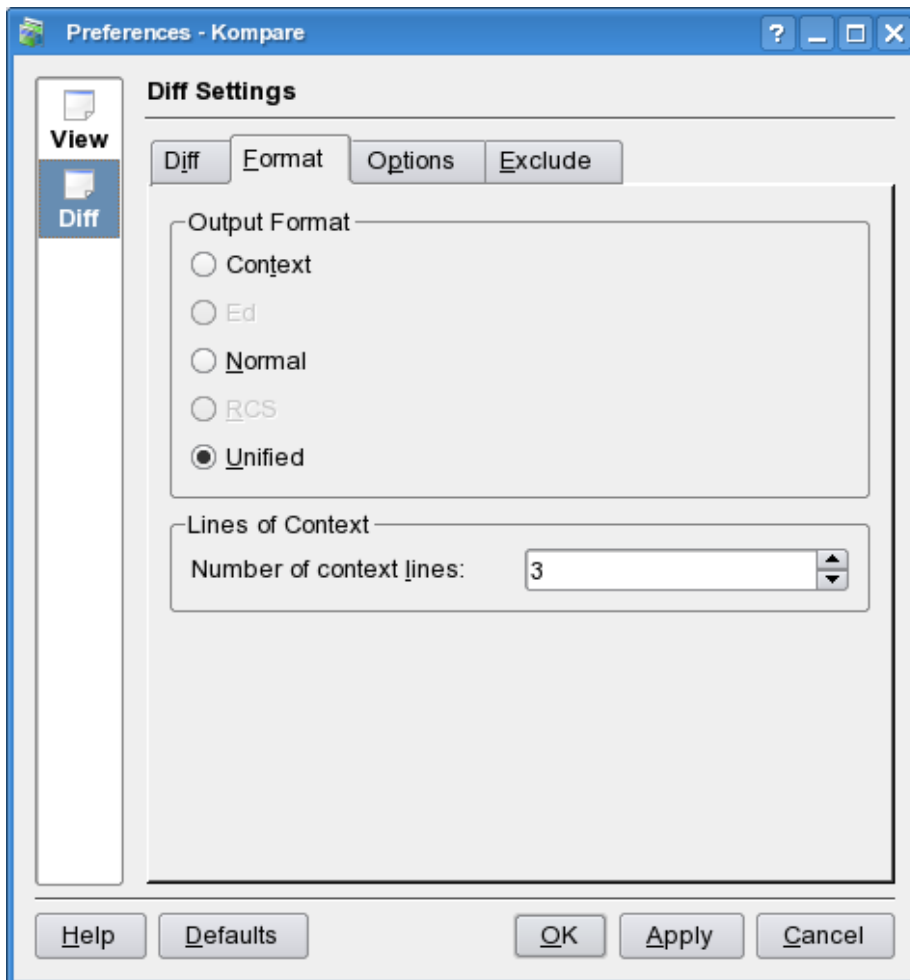 Preferences - Kompare ?
View
Diff
Diff Settings
Diff Format Options Exclude
Output Format
Context
Ed
Normal
RCS
Unified
Lines of Context
Number of context lines: 3
Help Defaults OK Apply Cancel